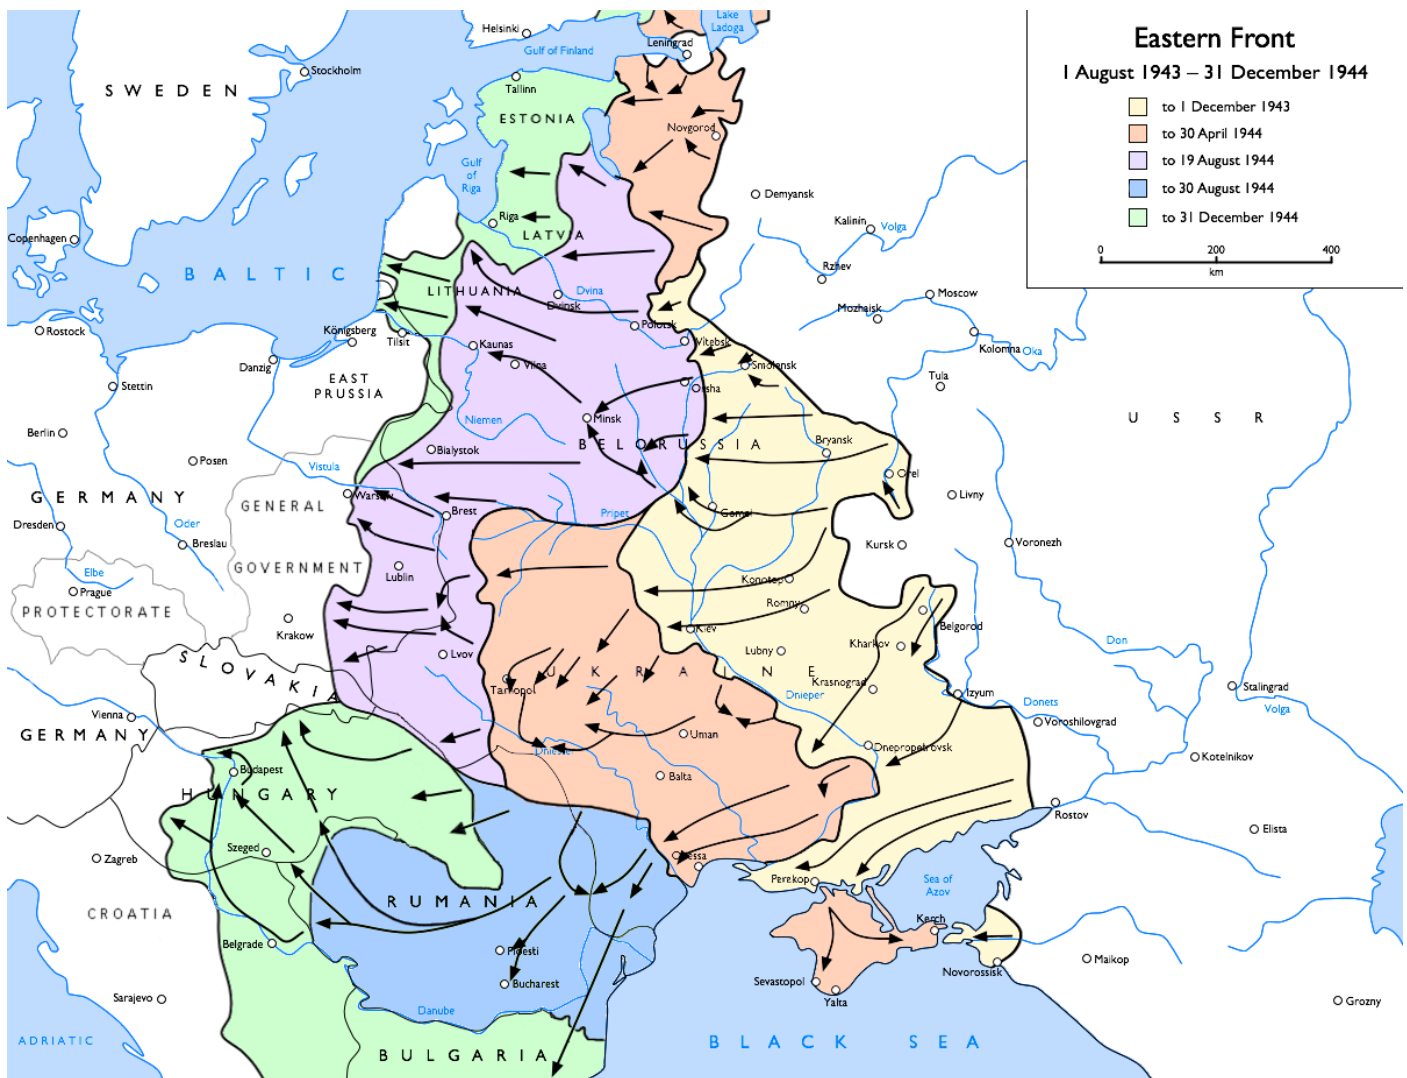 Eastern Front
1 August 1943 – 31 December 1944
to 1 December 1943
to 30 April 1944
to 19 August 1944
to 30 August 1944
to 31 December 1944
0 200 400
km
Lake
Ladoga
Helsinki
Gulf of Finland
Leningrad
Stockholm
SWEDEN
Tallinn
ESTONIA
Novgorod
Gulf
of
Riga
Demyansk
Riga
LATVIA
Kalinin
Volga
Copenhagen
BALTIC
Rzhev
LITHUANIA
Dvina
Dvinsk
Moscow
Mozhaisk
Rostock
Königsberg
Tilsit
Polotsk
Kaunas
Vitebsk
Kolomna
Oka
Danzig
Vilna
Smolensk
Tula
EAST
PRUSSIA
Stettin
Orsha
Niemen
Minsk
USSR
Berlin
BELORUSSIA
Bryansk
Bialystok
Posen
Vistula
Orel
GERMANY
Warsaw
Livny
GENERAL
Brest
Pripet
Gomel
Dresden
Oder
Breslau
Kursk
Voronezh
GOVERNMENT
Elbe
Lublin
Konotop
Prague
PROTECTORATE
Romny
Krakow
Kiev
Belgorod
Don
Kharkov
Lvov
Lubny
SLOVAKIA
UKRAINE
Tarnopol
Krasnograd
Dnieper
Izyum
Stalingrad
Donets
Volga
Vienna
Voroshilovgrad
GERMANY
Uman
Dniestr
Dnepropetrovsk
Kotelnikov
Budapest
Balta
HUNGARY
Rostov
Elista
Szeged
Zagreb
Odessa
Perekop
Sea of
Azov
RUMANIA
CROATIA
Kerch
Belgrade
Ploesti
Maikop
Novorossisk
Sevastopol
Bucharest
Yalta
Sarajevo
Grozny
Danube
ADRIATIC
BLACK SEA
BULGARIA